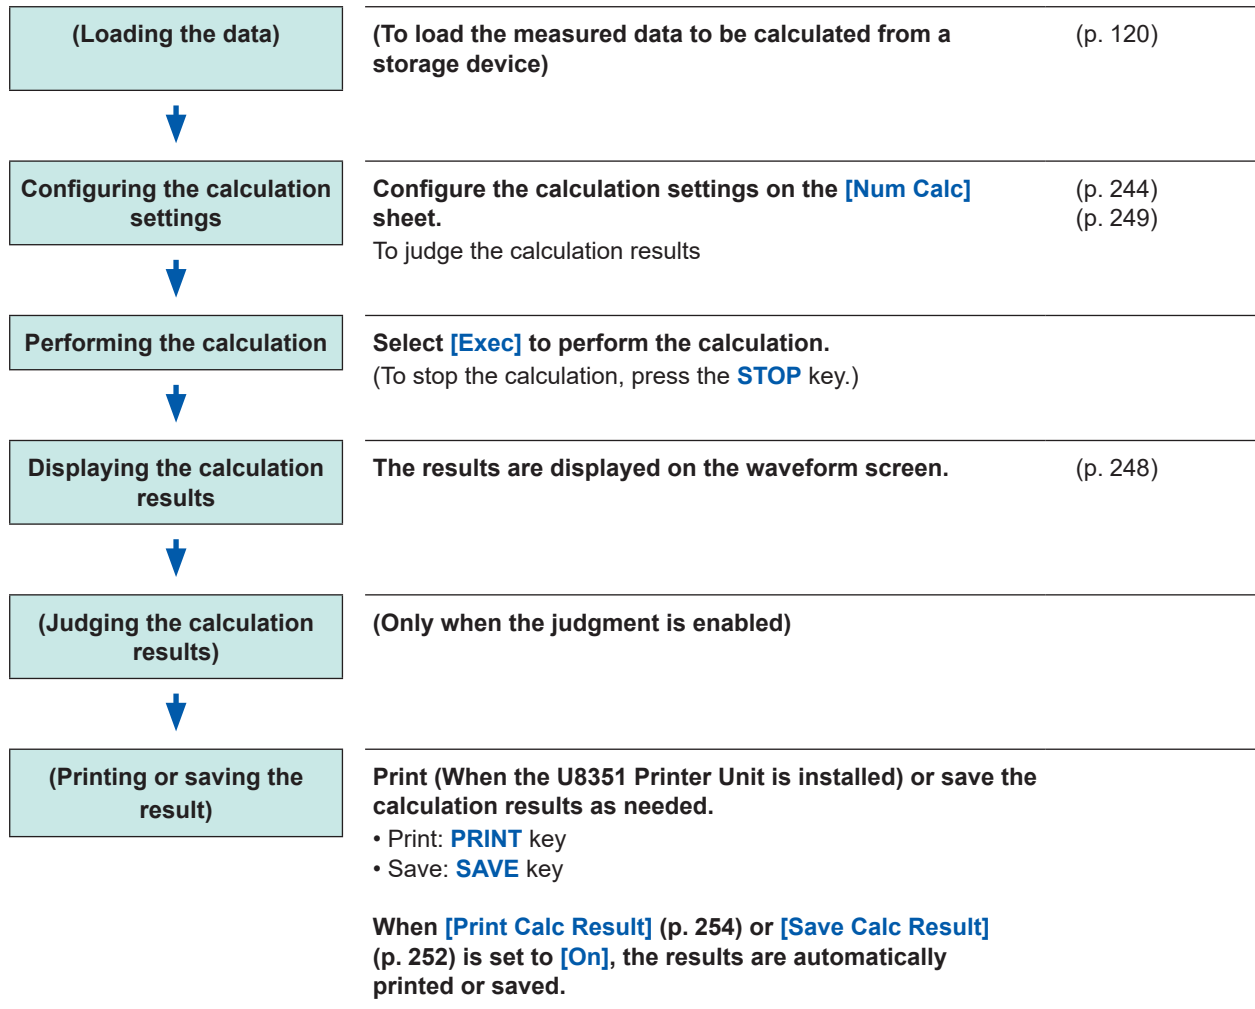 (Loading the data)
(To load the measured data to be calculated from a
storage device)
(p. 120)
Configuring the calculation
settings
Configure the calculation settings on the [Num Calc]
sheet.
To judge the calculation results
(p. 244)
(p. 249)
Performing the calculation
Select [Exec] to perform the calculation.
(To stop the calculation, press the STOP key.)
Displaying the calculation
results
The results are displayed on the waveform screen.
(p. 248)
(Judging the calculation
results)
(Only when the judgment is enabled)
(Printing or saving the
result)
Print (When the U8351 Printer Unit is installed) or save the
calculation results as needed.
• Print: PRINT key
• Save: SAVE key
When [Print Calc Result] (p. 254) or [Save Calc Result]
(p. 252) is set to [On], the results are automatically
printed or saved.